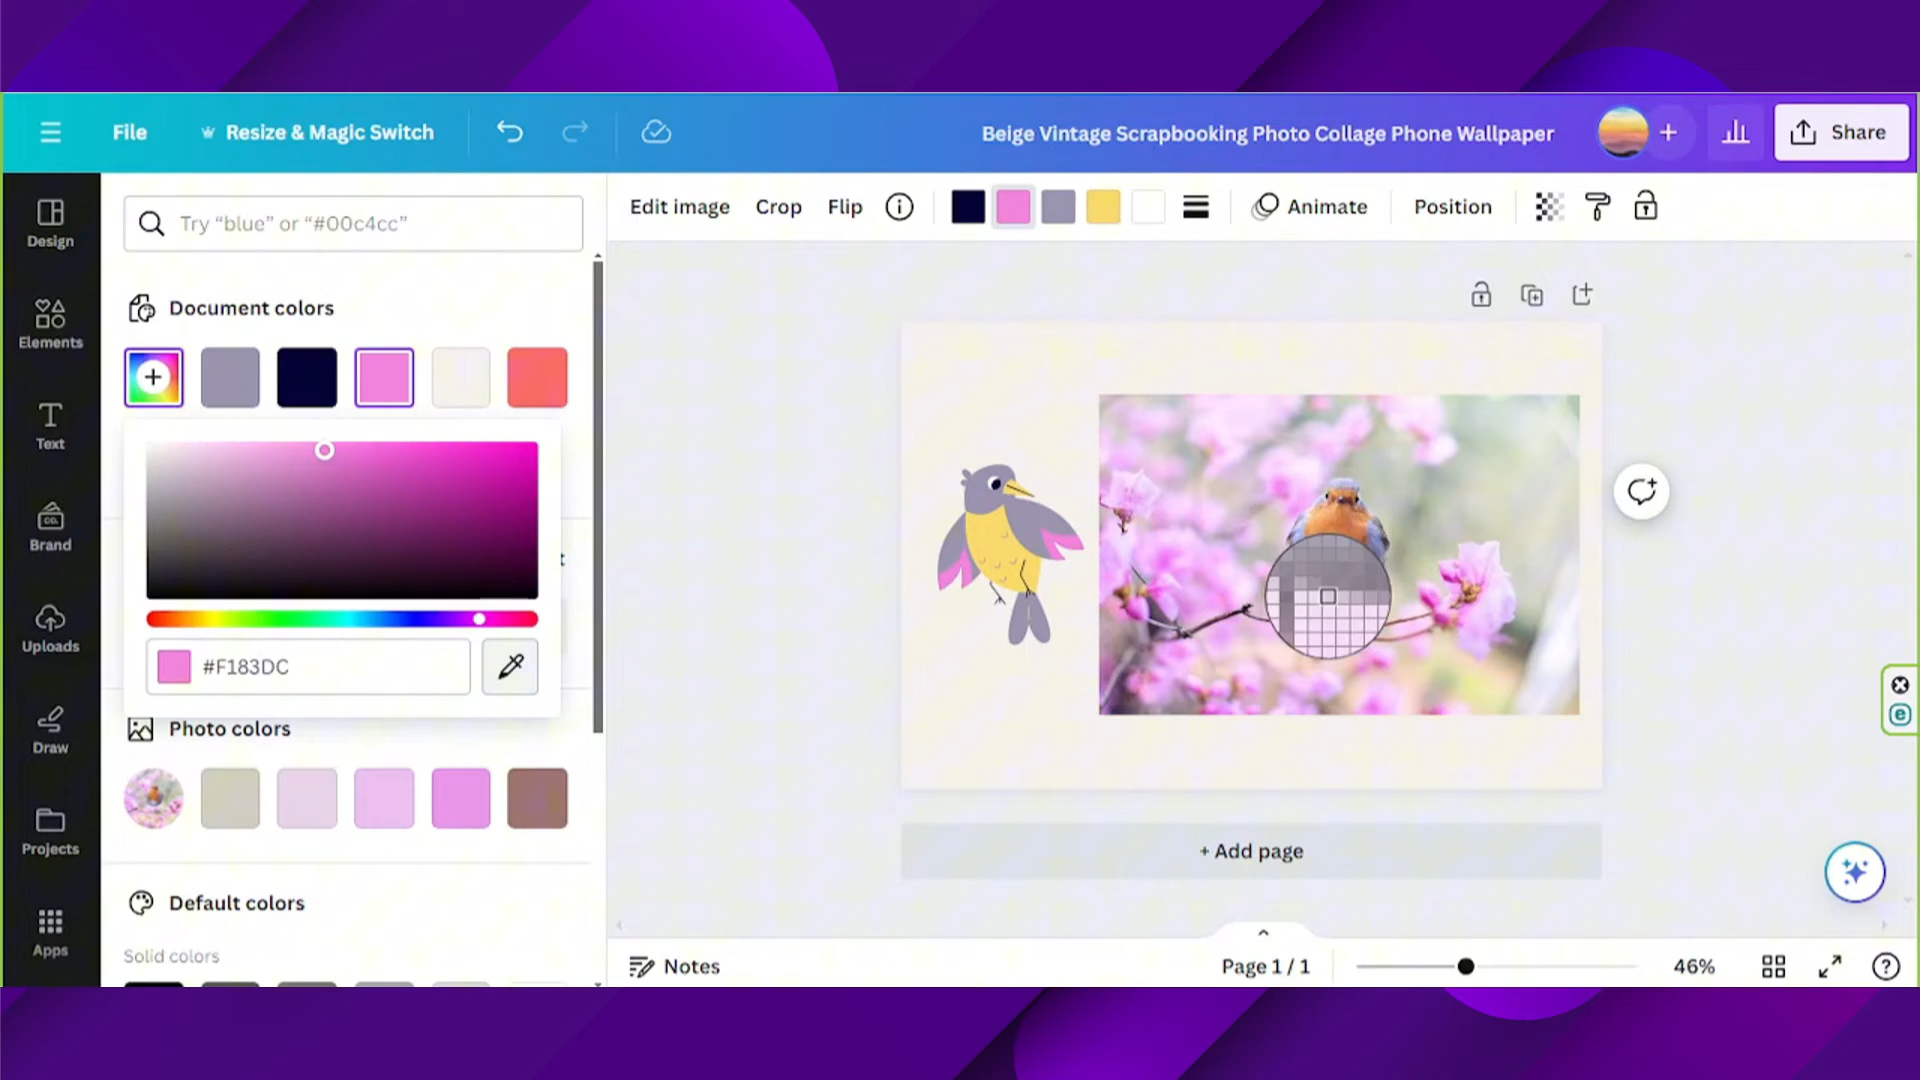 File
Resize & Magic Switch
Beige Vintage Scrapbooking Photo Collage Phone Wallpaper
Share
Design
Elements
Text
Brand
CO.
Uploads
Draw
Projects
Apps
Try “blue” or “#00c4cc”
Document colors
#F183DC
Photo colors
Default colors
Solid colors
Edit image
Crop
Flip
Animate
Position
+ Add page
Notes
Page 1 / 1
46%